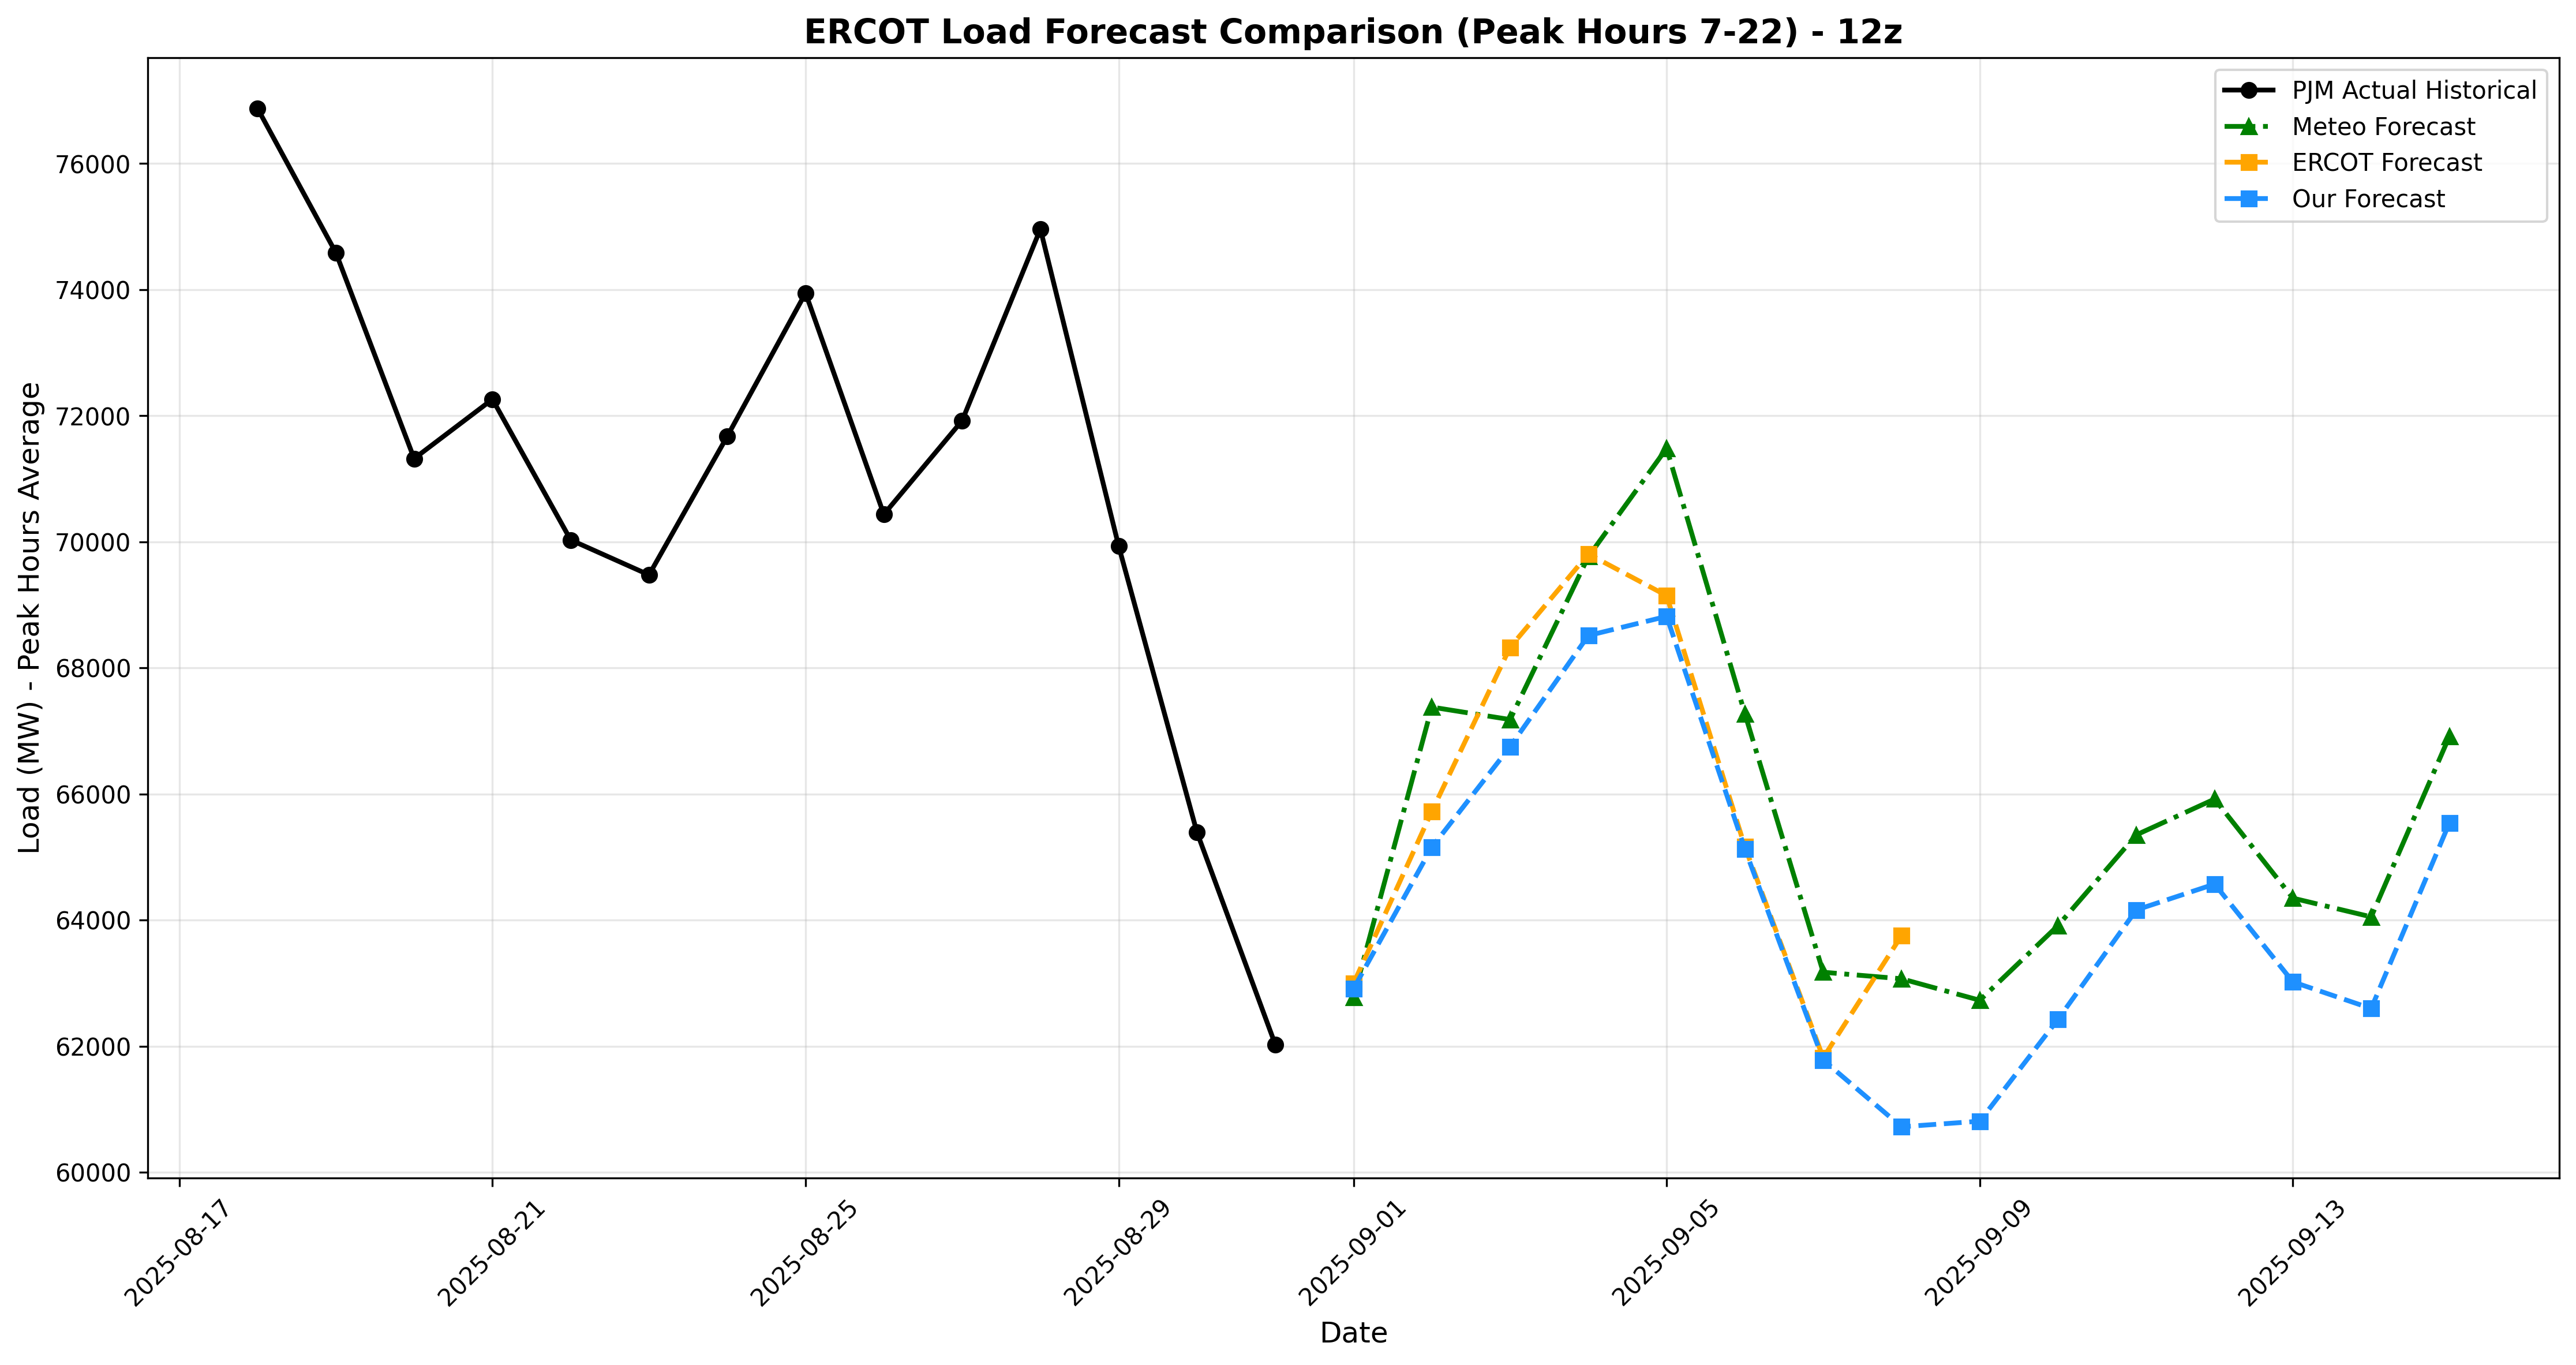 ERCOT Load Forecast Comparison (Peak Hours 7-22) - 12z
PJM Actual Historical
Meteo Forecast
ERCOT Forecast
Our Forecast
Load (MW) - Peak Hours Average
76000
74000
72000
70000
68000
66000
64000
62000
60000
2025-08-17
2025-08-21
2025-08-25
2025-08-29
2025-09-01
2025-09-05
2025-09-09
2025-09-13
Date